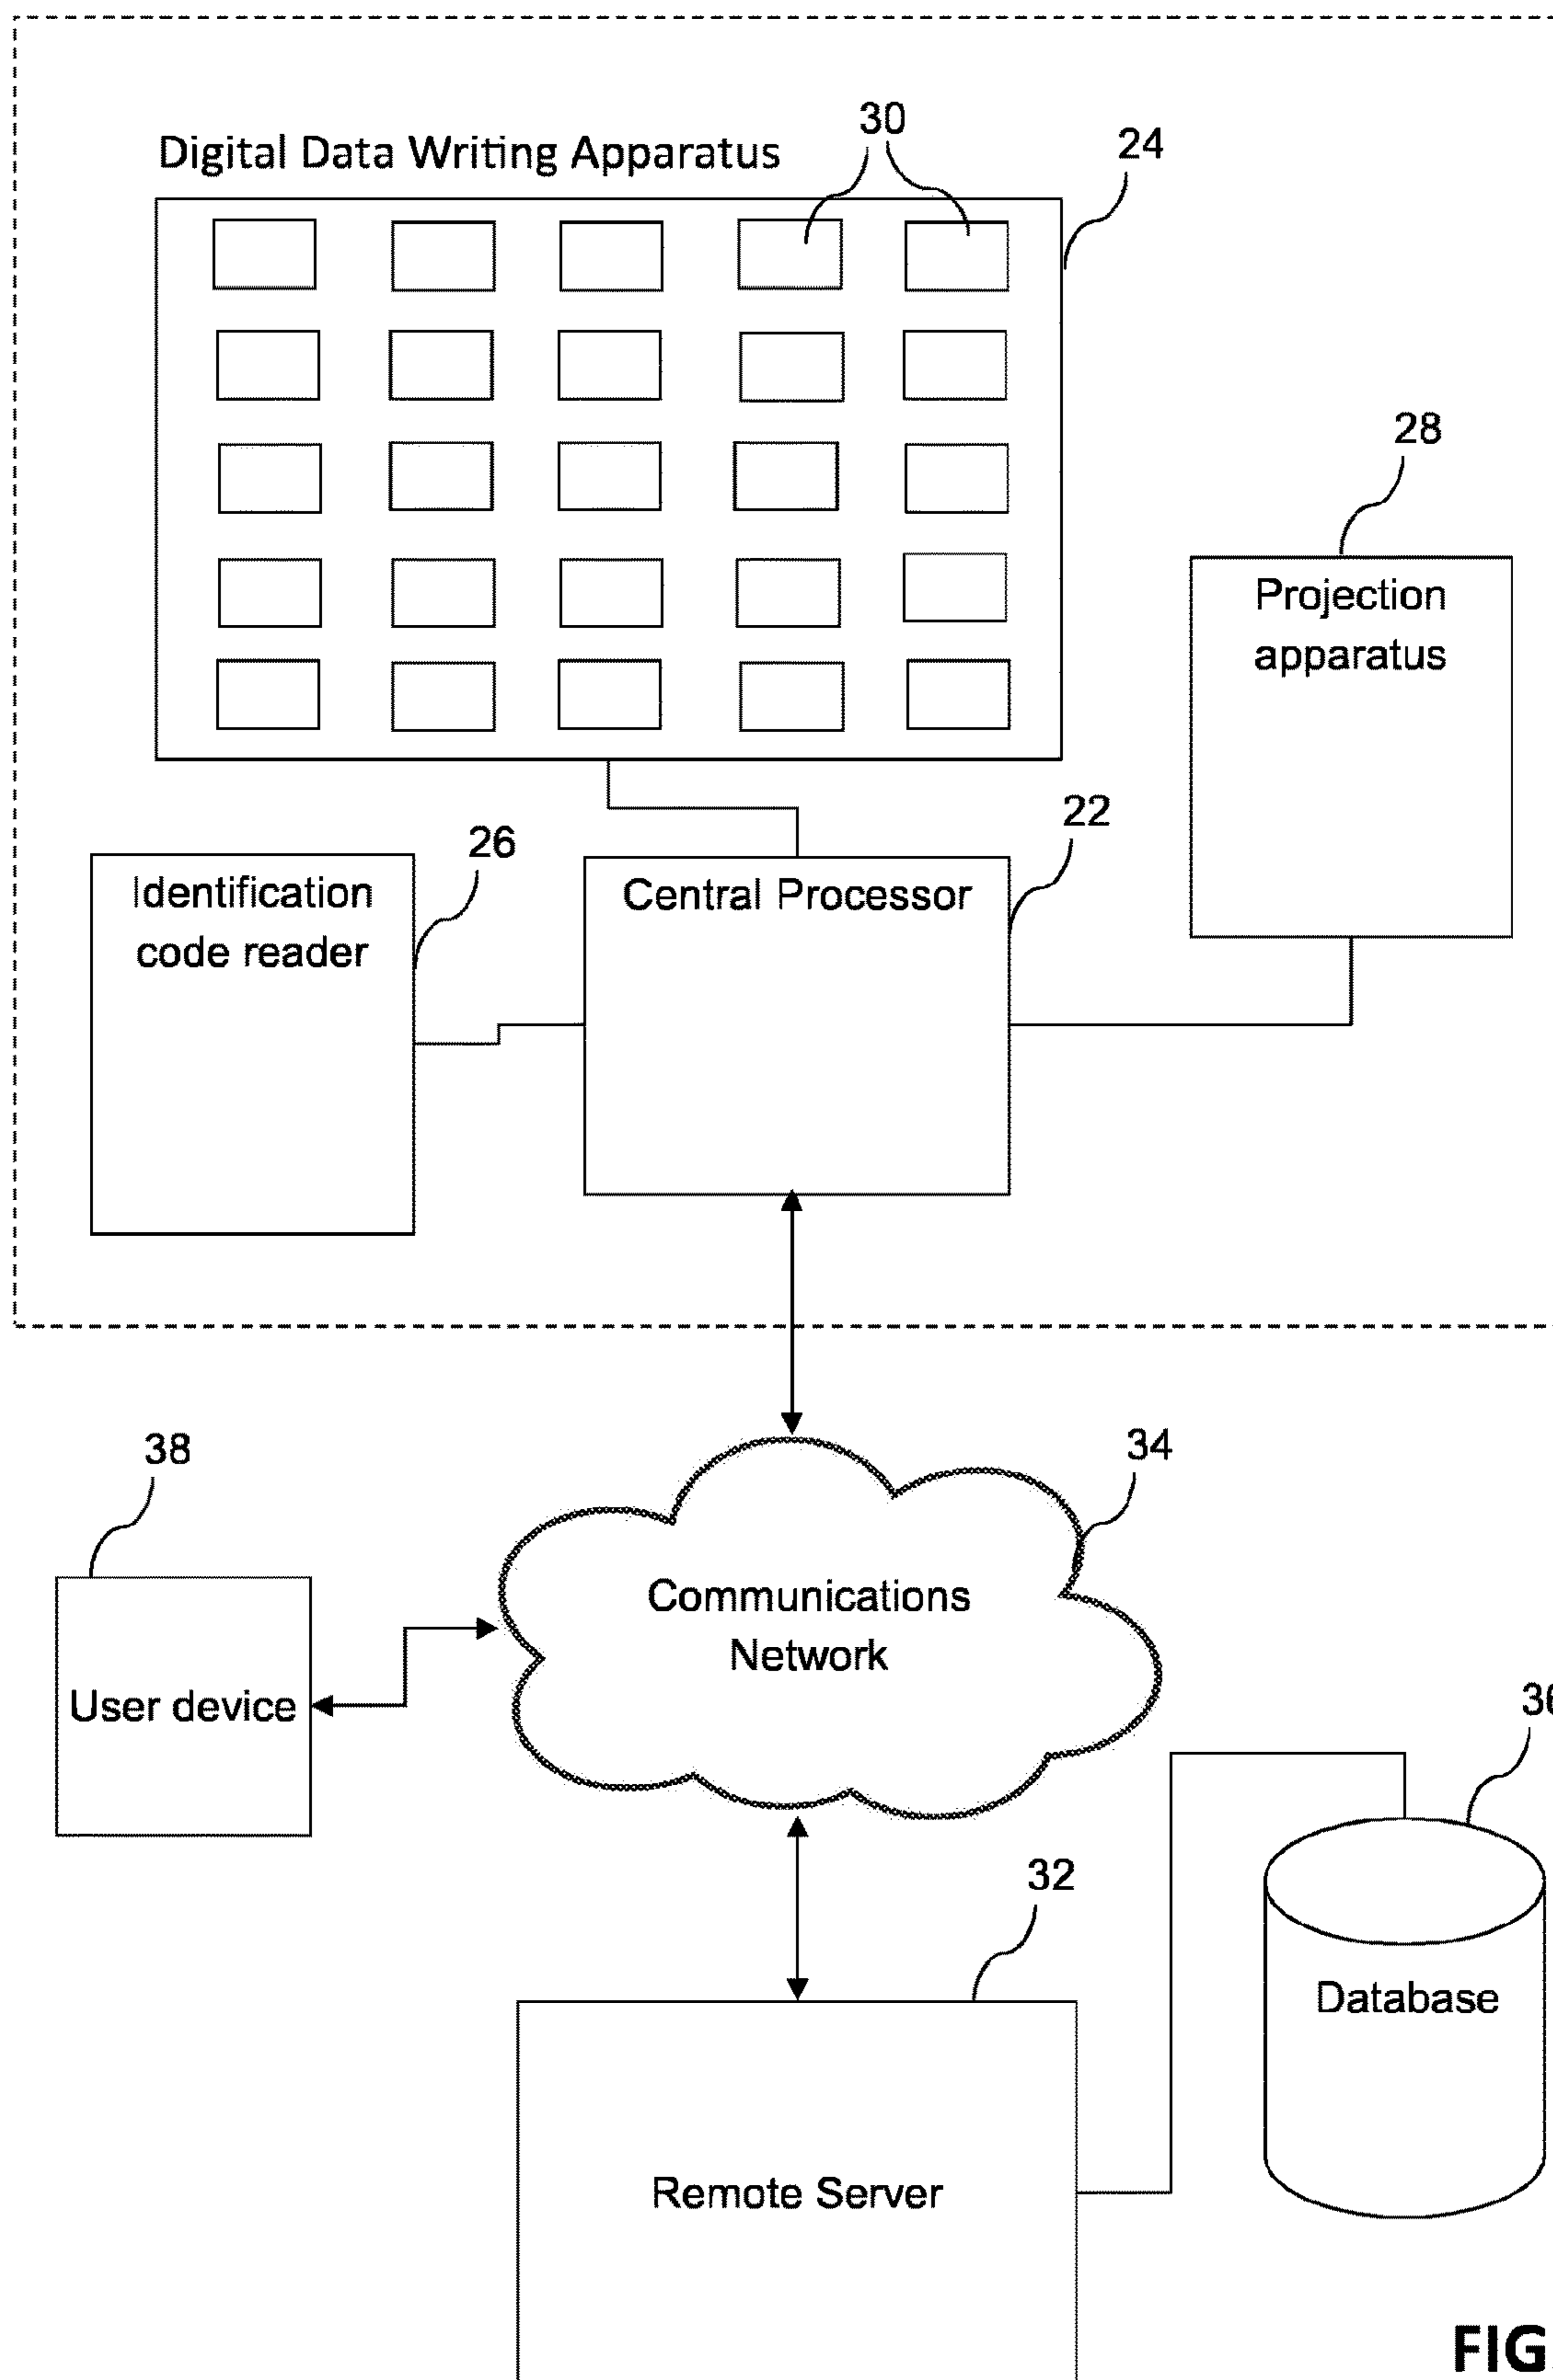 30
24
Digital Data Writing Apparatus
28
Projection
apparatus
22
26
Identification
code reader
Central Processor
38
34
Communications
Network
User device
36
32
Database
Remote Server
FIG